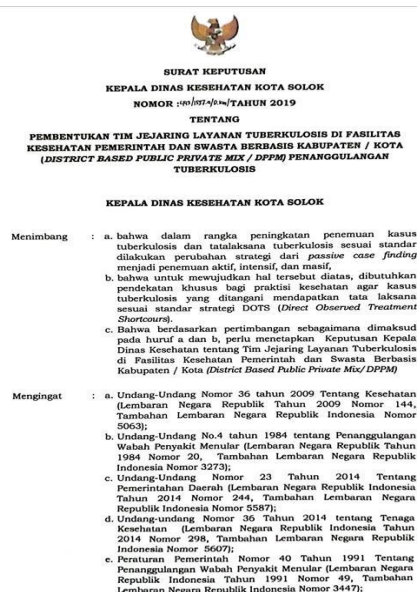 SURAT KEPUTUSAN
KEPALA DINAS KESEHATAN KOTA SOLOK
NOMOR : /TAHUN 2019
TENTANG
PEMBENTUKAN TIM JEJARING LAYANAN TUBERKULOSIS DI FASILITAS
KESEHATAN PEMERINTAH DAN SWASTA BERBASIS KABUPATEN / KOTA
(DISTRICT BASED PUBLIC PRIVATE MIX / DPPM) PENANGGULANGAN
TUBERKULOSIS
KEPALA DINAS KESEHATAN KOTA SOLOK
Menimbang : a. bahwa dalam rangka peningkatan penemuan kasus
tuberkulosis dan tatalaksana tuberkulosis sesuai standar
dilakukan perubahan strategi dari passive case finding
menjadi penemuan aktif, intensif, dan masif,
b. bahwa untuk mewujudkan hal tersebut diatas, dibutuhkan
pendekatan khusus bagi praktisi kesehatan agar kasus
tuberkulosis yang ditangani mendapatkan tata laksana
sesuai standar strategi DOTS (Direct Observed Treatment
Shortcours).
c. Bahwa berdasarkan pertimbangan sebagaimana dimaksud
pada huruf a dan b, perlu menetapkan Keputusan Kepala
Dinas Kesehatan tentang Tim Jejaring Layanan Tuberkulosis
di Fasilitas Kesehatan Pemerintah dan Swasta Berbasis
Kabupaten / Kota (District Based Public Private Mix/ DPPM)
Mengingat : a. Undang-Undang Nomor 36 tahun 2009 Tentang Kesehatan
(Lembaran Negara Republik Tahun 2009 Nomor 144,
Tambahan Lembaran Negara Republik Indonesia Nomor
5063);
b. Undang-Undang No.4 tahun 1984 tentang Penanggulangan
Wabah Penyakit Menular (Lembaran Negara Republik Tahun
1984 Nomor 20, Tambahan Lembaran Negara Republik
Indonesia Nomor 3273);
c. Undang-Undang Nomor 23 Tahun 2014 Tentang
Pemerintahan Daerah (Lembaran Negara Republik Indonesia
Tahun 2014 Nomor 244, Tambahan Lembaran Negara
Republik Indonesia Nomor 5587);
d. Undang-undang Nomor 36 Tahun 2014 tentang Tenaga
Kesehatan (Lembaran Negara Republik Indonesia Tahun
2014 Nomor 298, Tambahan Lembaran Negara Republik
Indonesia Nomor 5607);
e. Peraturan Pemerintah Nomor 40 Tahun 1991 Tentang
Penanggulangan Wabah Penyakit Menular (Lembaran Negara
Republik Indonesia Tahun 1991 Nomor 49, Tambahan
Lembaran Negara Republik Indonesia Nomor 3447);